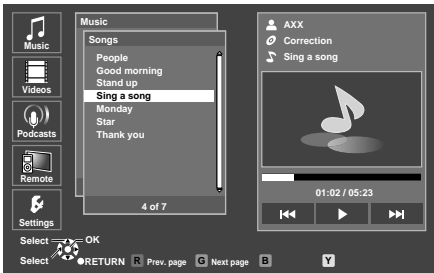 Music
Videos
Podcasts
Remote
Settings
Music
Songs
People
Good morning
Stand up
Sing a song
Monday
Star
Thank you
4 of 7
AXX
Correction
Sing a song
01:02 / 05:23
Select OK
Select RETURN R Prev. page G Next page B Y